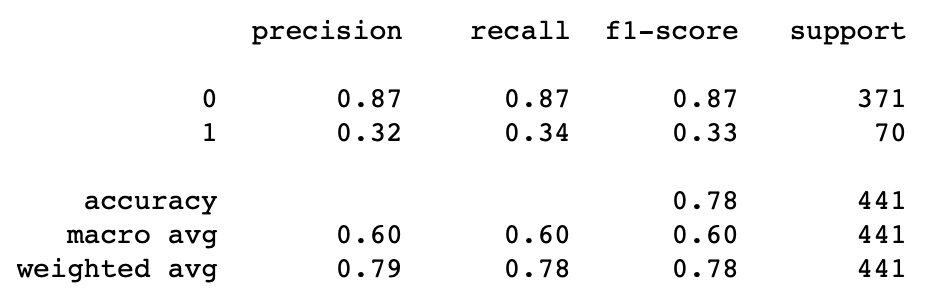 precision recall f1-score support
0 0.87 0.87 0.87 371
1 0.32 0.34 0.33 70
accuracy 0.78 441
macro avg 0.60 0.60 0.60 441
weighted avg 0.79 0.78 0.78 441